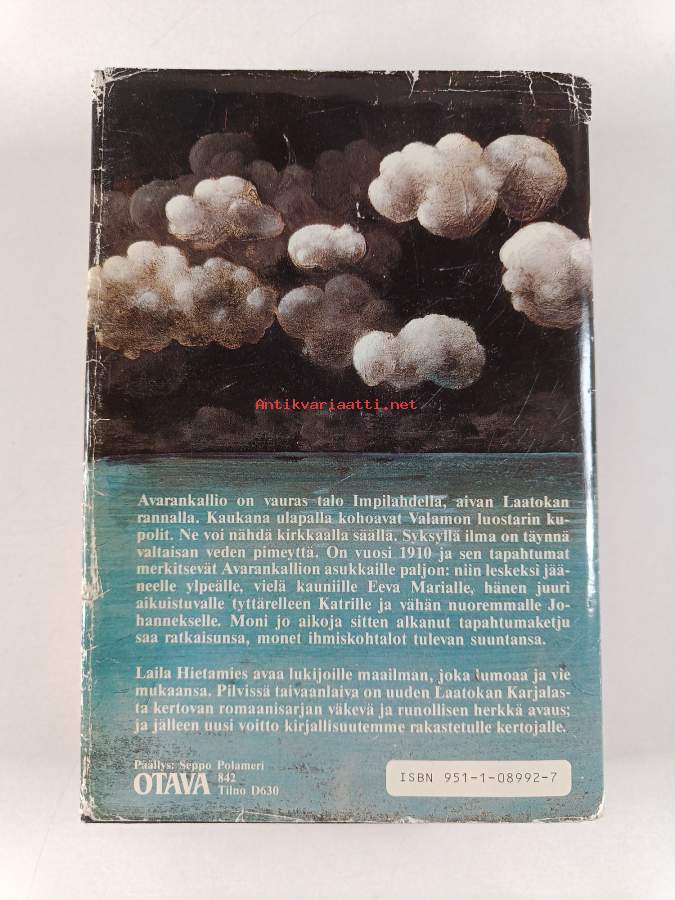 Antikvariaatti.net
Avarankallio on vauras talo Impilahdella, aivan Laatokan
rannalla. Kaukana ulapalla kohoavat Valamon luostarin ku-
polit. Ne voi nähdä kirkkaalla säällä. Syksyllä ilma on täynnä
valtaisan veden pimeyttä. On vuosi 1910 ja sen tapahtumat
merkitsevät Avarankallion asukkaille paljon: niin leskeksi jää-
neelle ylpeälle, vielä kauniille Eeva Marialle, hänen juuri
aikuistuvalle tyttärelleen Katrille ja vähän nuoremmalle Jo-
hannekselle. Moni jo aikoja sitten alkanut tapahtumaketju
saa ratkaisunsa, monet ihmiskohtalot tulevan suuntansa.
Laila Hietamies avaa lukijoille maailman, joka lumoaa ja vie
mukaansa. Pilvissä taivaanlaiva on uuden Laatokan Karjalas-
ta kertovan romaanisarjan väkevä ja runollisen herkkä avaus;
ja jälleen uusi voitto kirjallisuutemme rakastetulle kertojalle.
Päällys: Seppo Polameri
OTAVA 842
Tilno D630
ISBN 951-1-08992-7